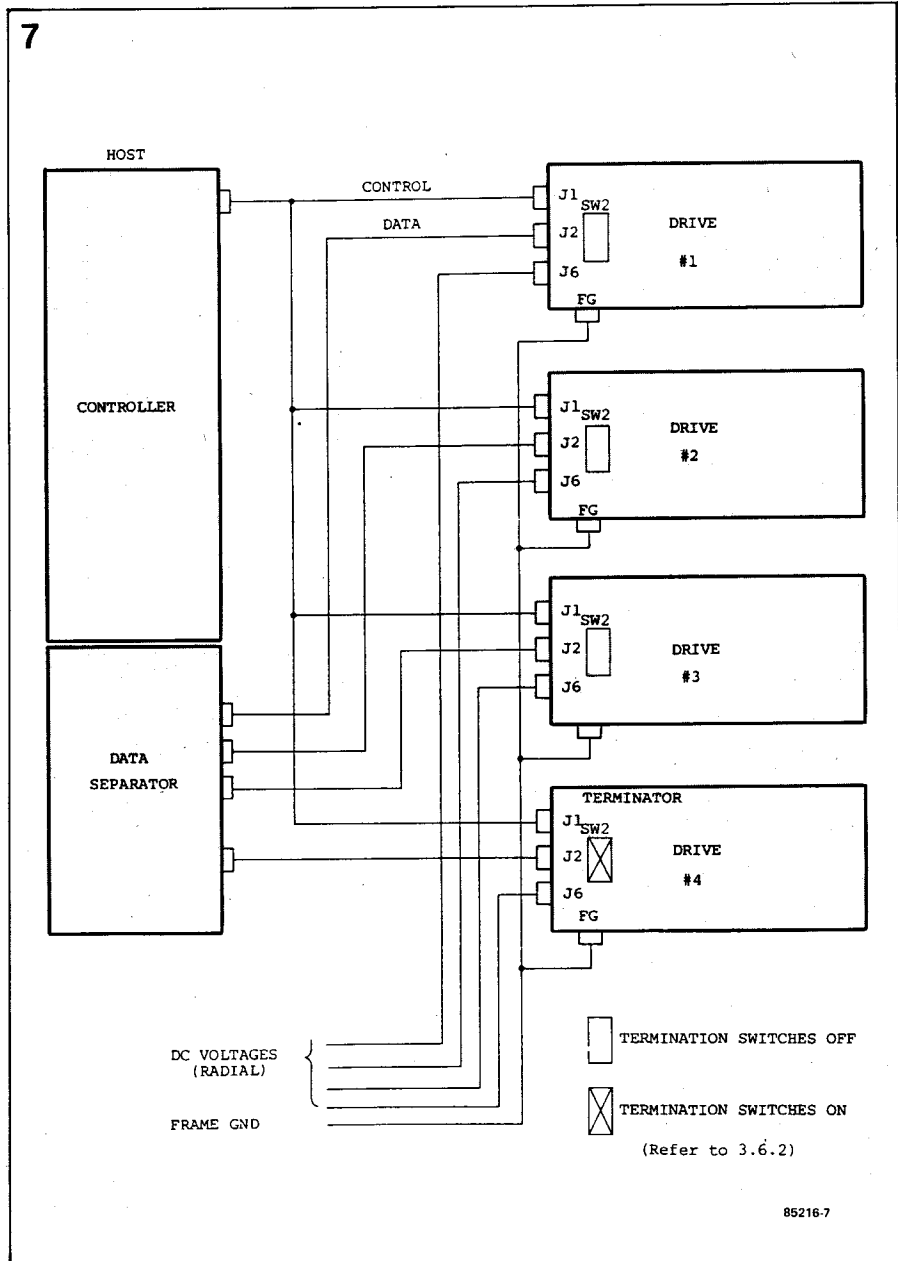 7
HOST
CONTROLLER
DATA
SEPARATOR
CONTROL
DATA
J1
SW2
J2
J6
FG
DRIVE
#1
J1
SW2
J2
J6
FG
DRIVE
#2
J1
SW2
J2
J6
DRIVE
#3
TERMINATOR
J1
SW2
J2
J6
FG
DRIVE
#4
DC VOLTAGES
(RADIAL)
FRAME GND
TERMINATION SWITCHES OFF
TERMINATION SWITCHES ON
(Refer to 3.6.2)
85216-7